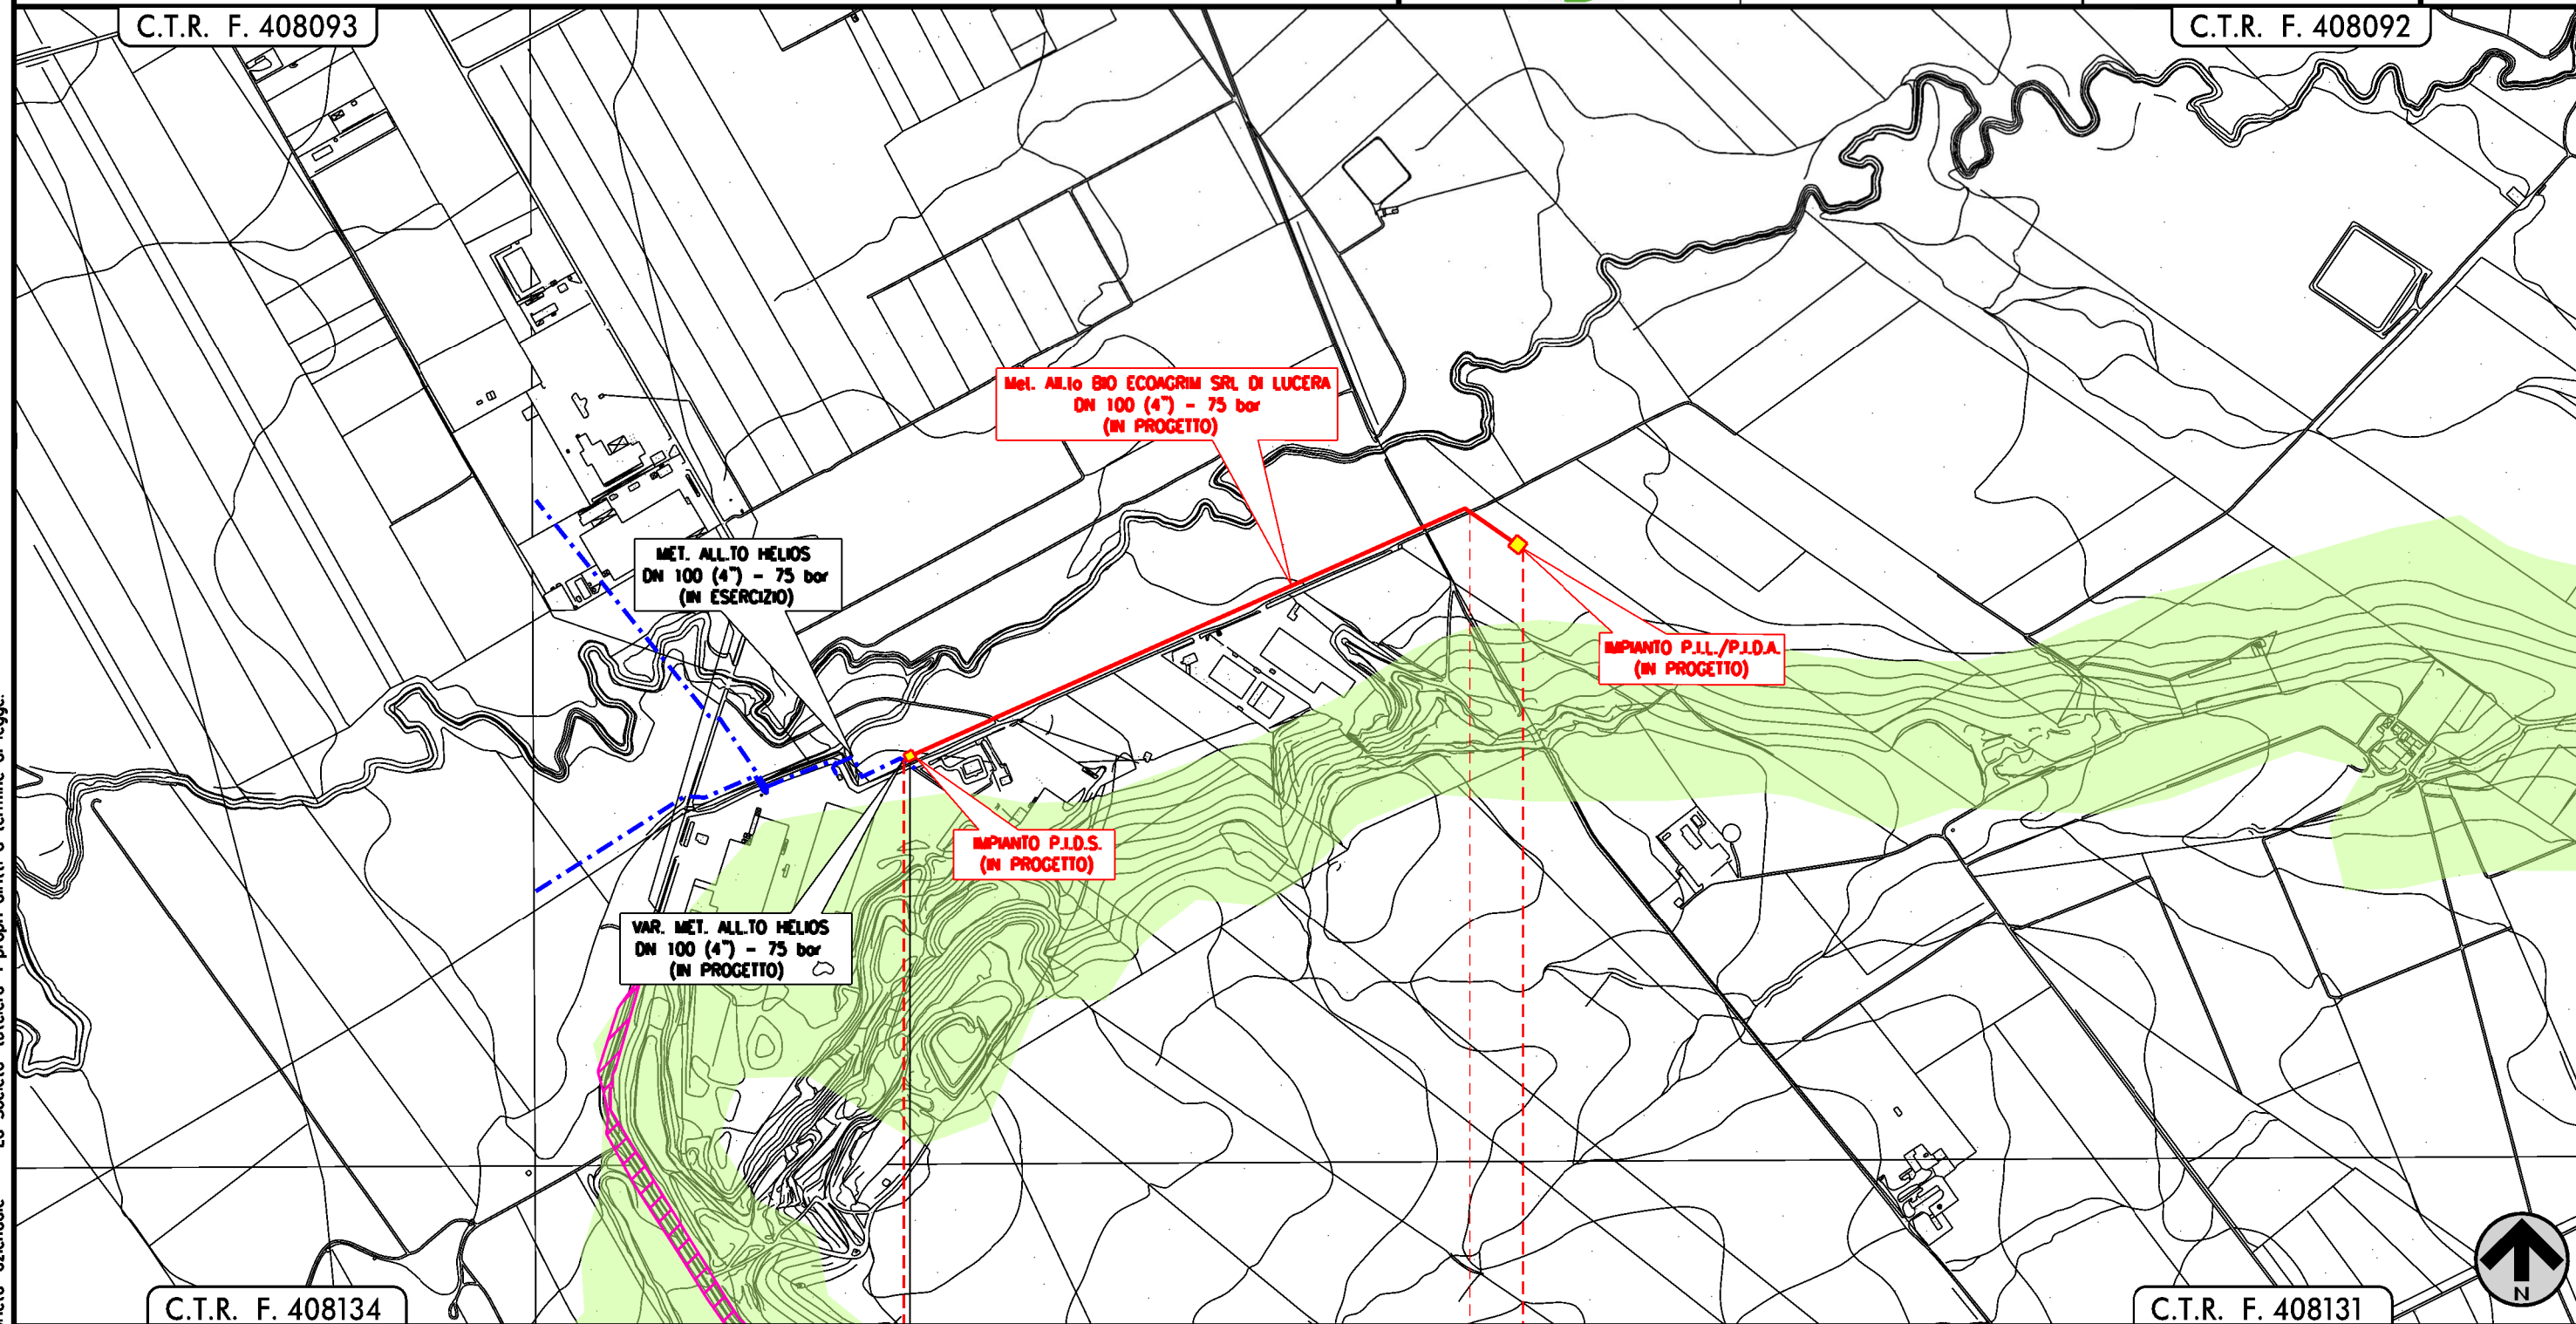 C.T.R. F. 408093
C.T.R. F. 408092
Met. All.to BIO ECOAGRIM SRL DI LUCERA
DN 100 (4") - 75 bar
(IN PROGETTO)
MET. ALL.TO HELIOS
DN 100 (4") - 75 bar
(IN ESERCIZIO)
IMPIANTO P.I.L./P.I.D.A.
(IN PROGETTO)
IMPIANTO P.I.D.S.
(IN PROGETTO)
VAR. MET. ALL.TO HELIOS
DN 100 (4") - 75 bar
(IN PROGETTO)
N
C.T.R. F. 408134
C.T.R. F. 408131